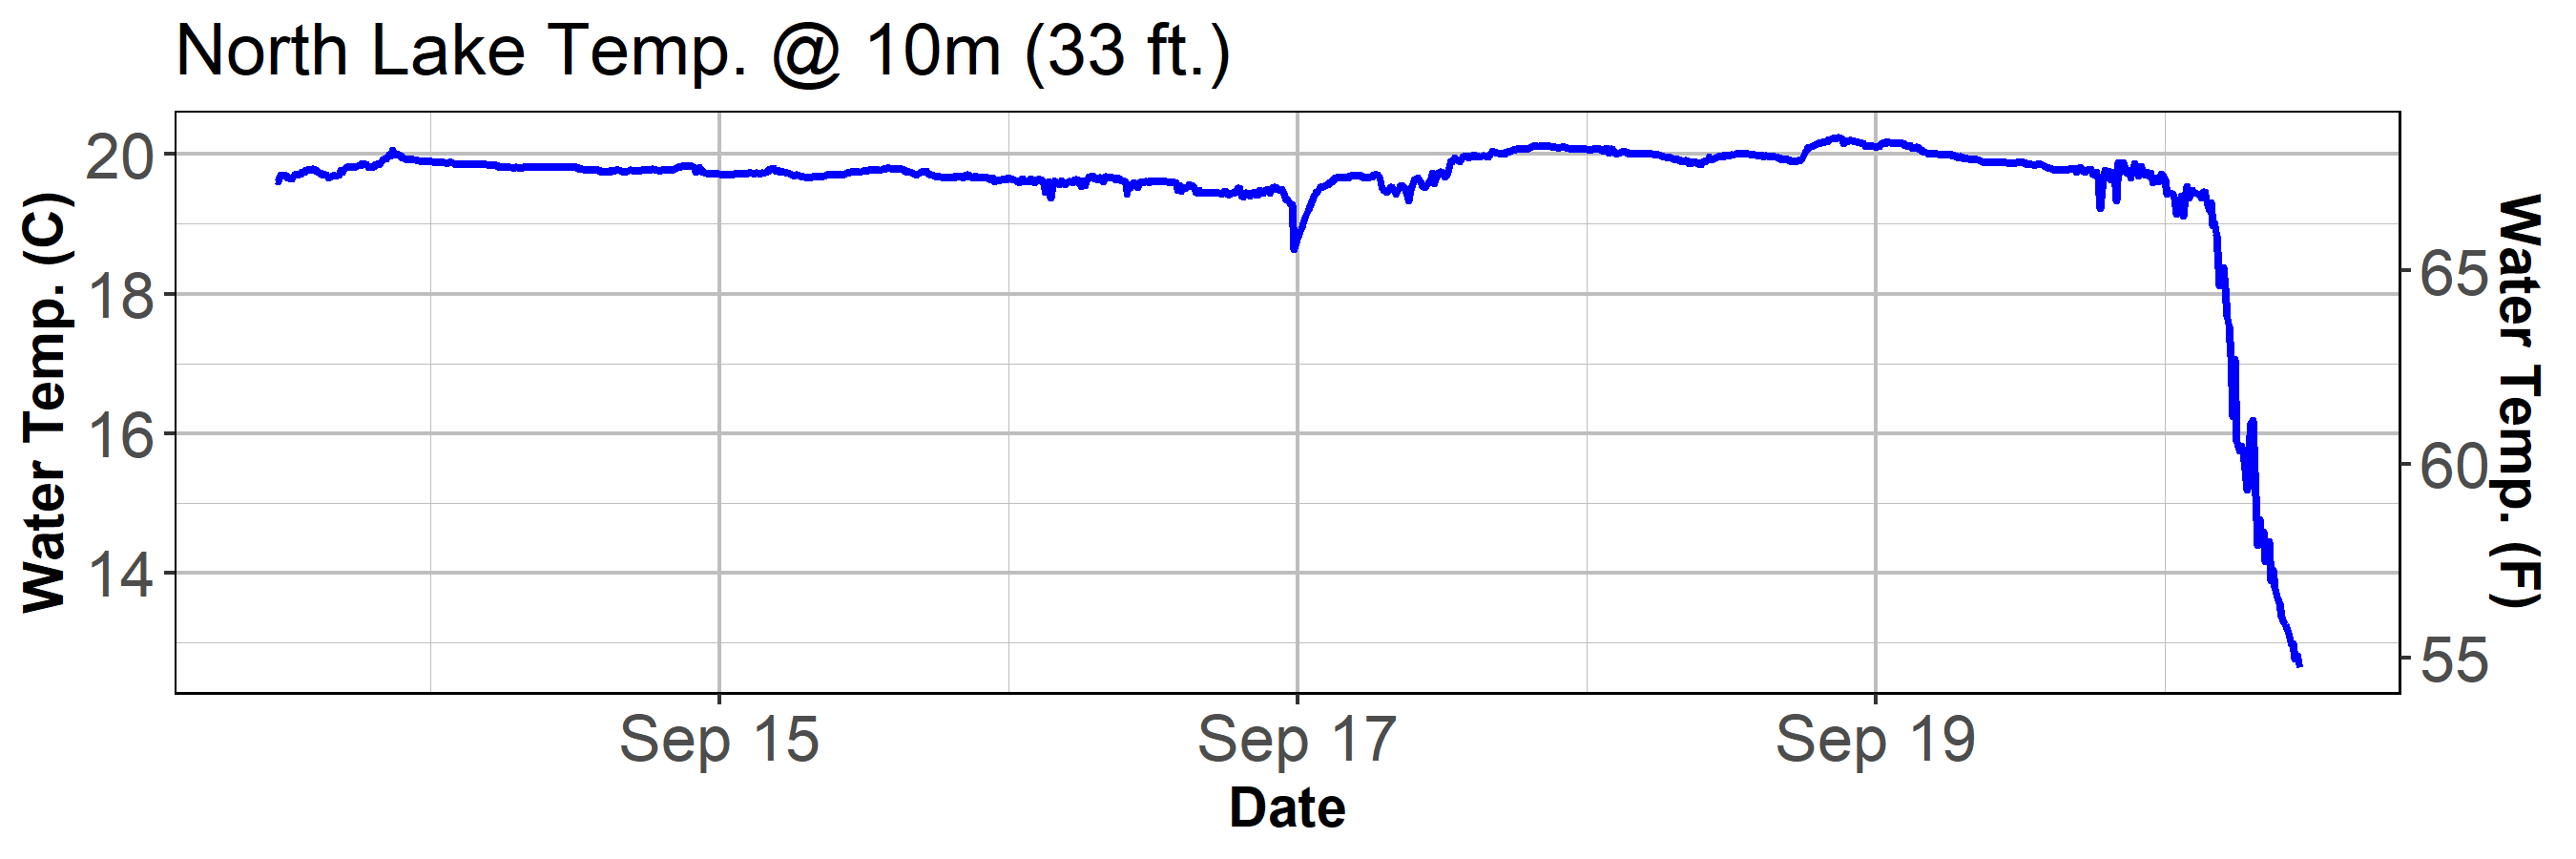 North Lake Temp. @ 10m (33 ft.)
Water Temp. (C)
20
18
16
14
65
60
55
Water Temp. (F)
Sep 15
Sep 17
Sep 19
Date